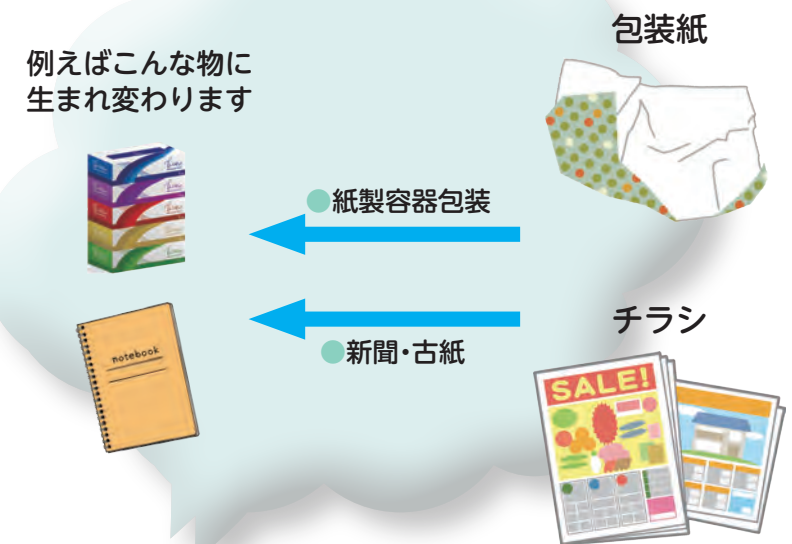 包装紙
例えばこんな物に
生まれ変わります
●紙製容器包装
チラシ
●新聞・古紙
notebook
SALE!